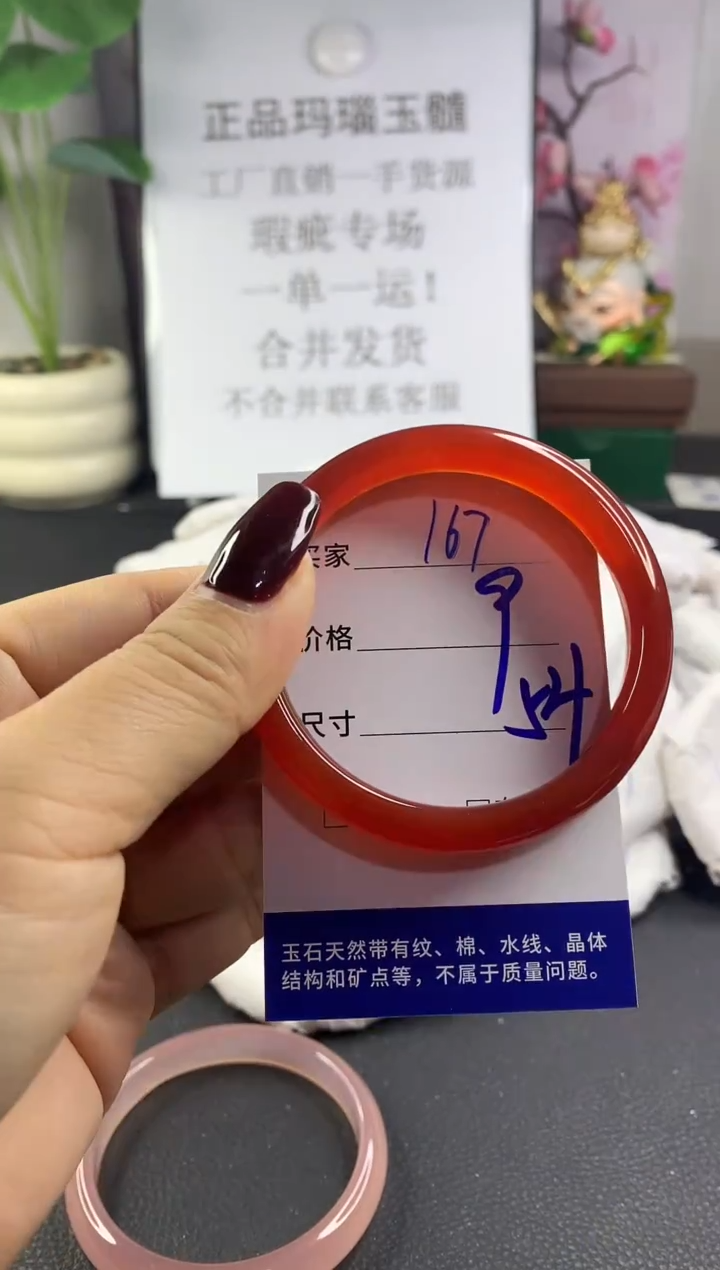 正品玛瑙玉髓
工厂直销一手货源
瑕疵专场
一单一运!
合并发货
不合并联系客服
买家 167
价格
尺寸 54
玉石天然带有纹、棉、水线、晶体
结构和矿点等，不属于质量问题。